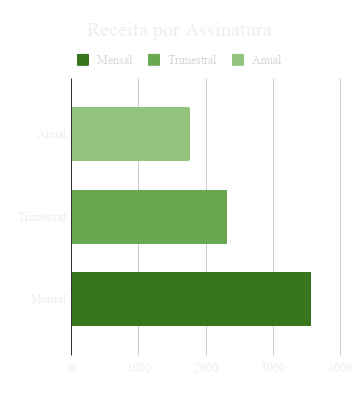 Receita por Assinatura
Mensal Trimestral Anual
Anual
Trimestral
Mensal
0 1000 2000 3000 4000